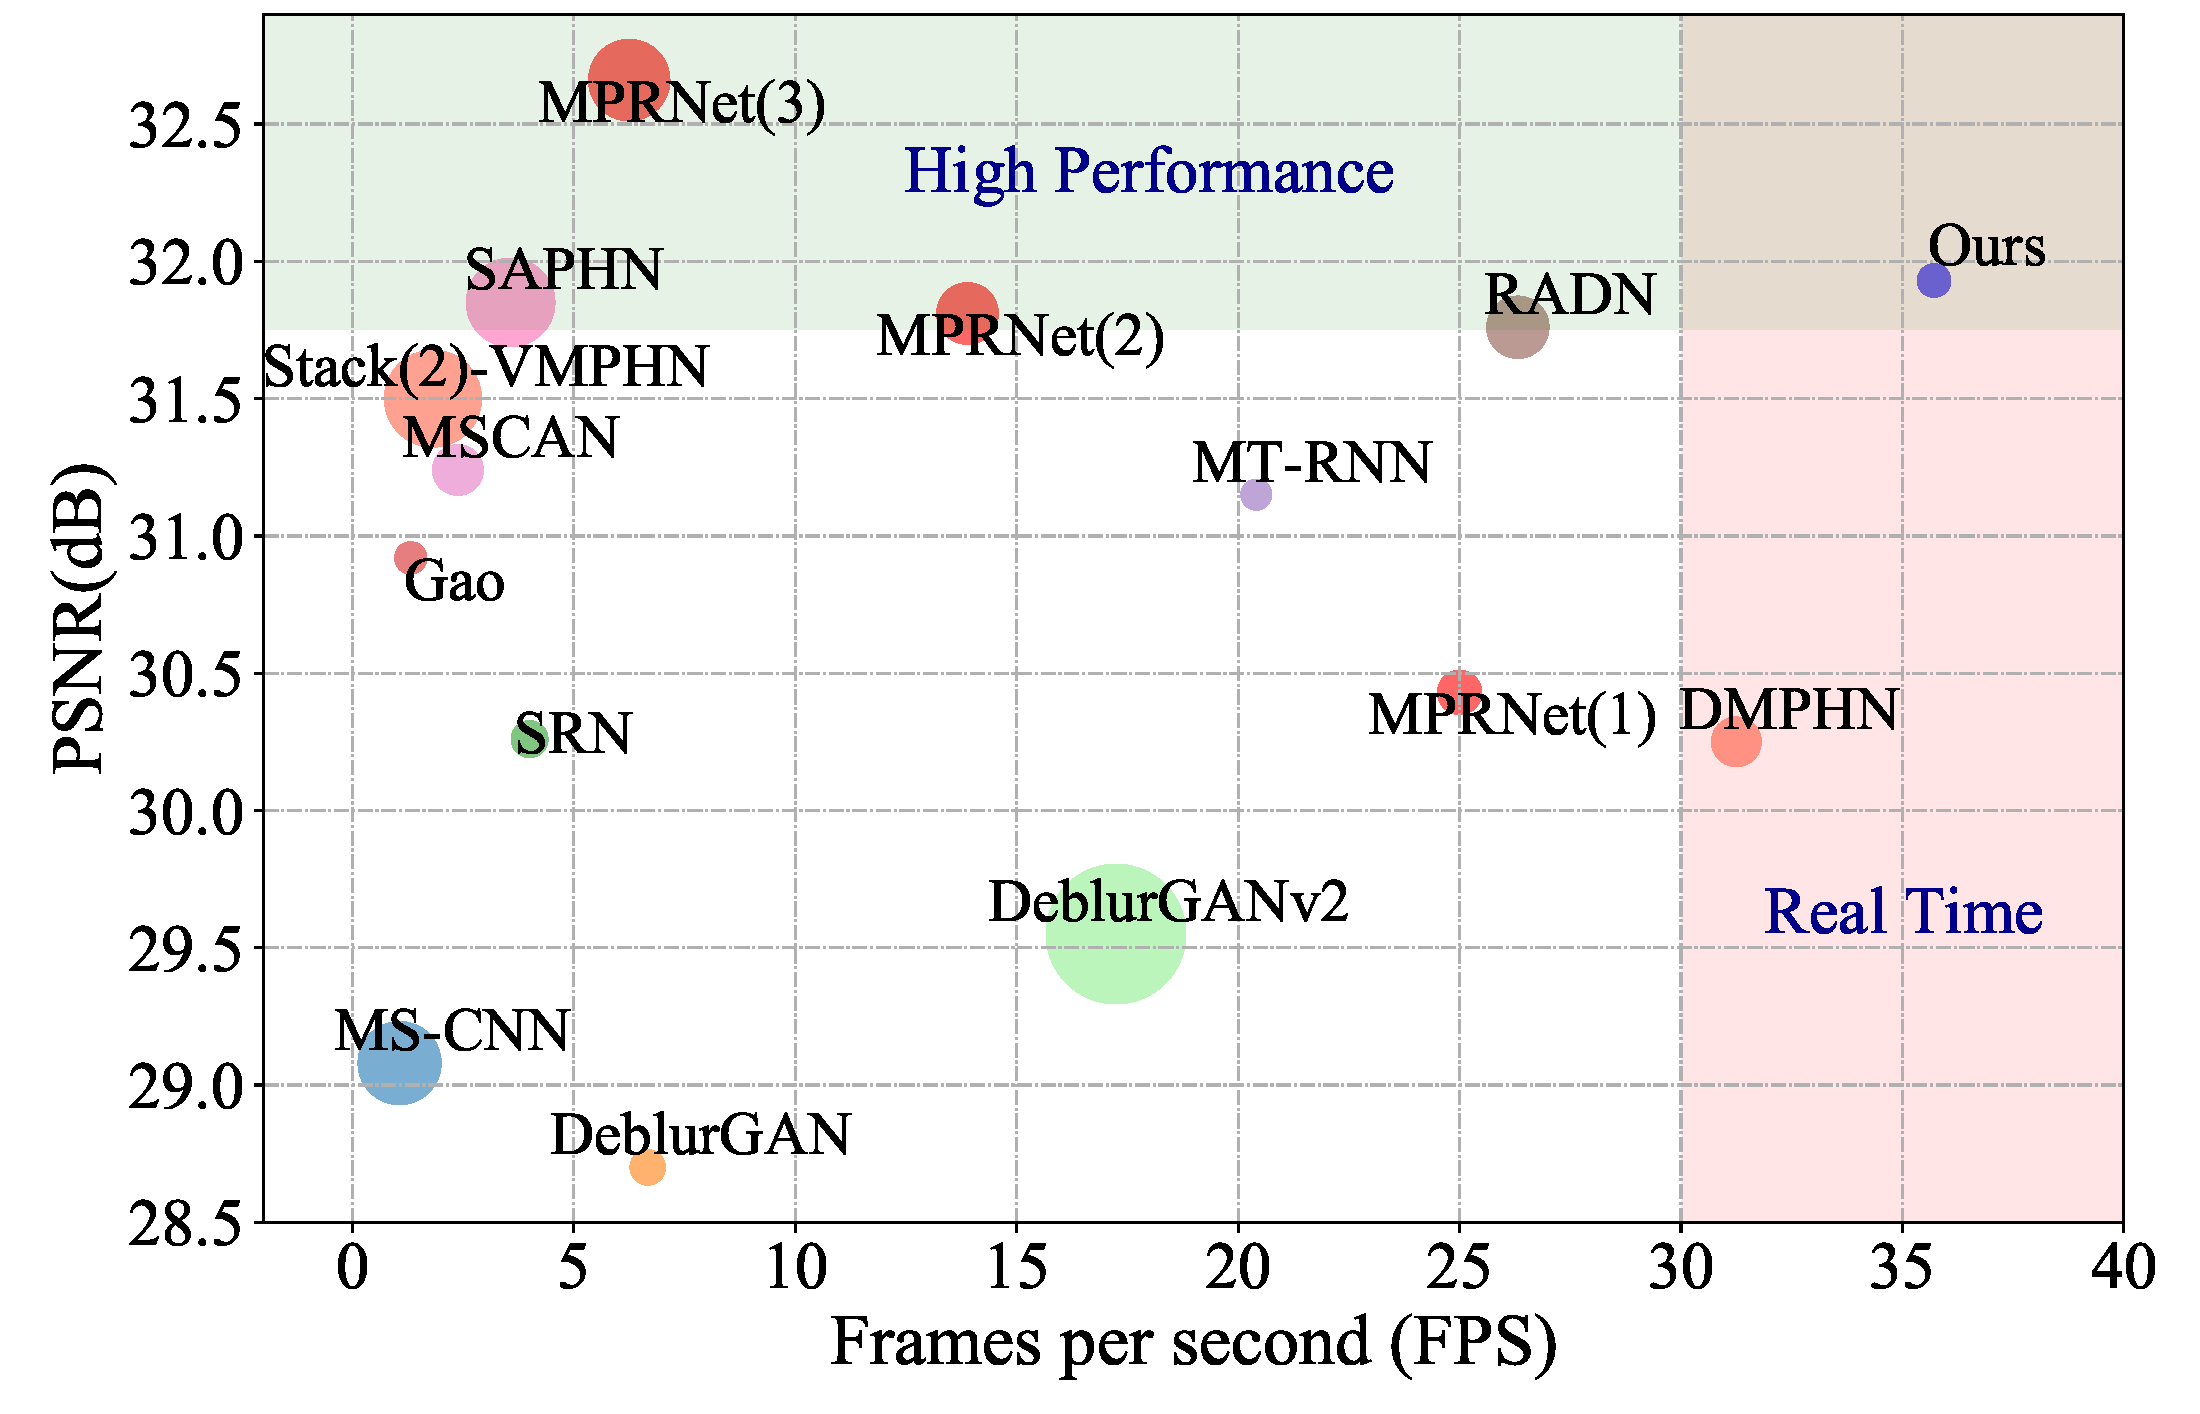 MPRNet(3)
32.5
High Performance
Ours
32.0
SAPHN
RADN
MPRNet(2)
Stack(2)-VMPHN
31.5
MSCAN
MT-RNN
31.0
Gao
PSNR(dB)
30.5
MPRNet(1)
DMPHN
SRN
30.0
DeblurGANv2
Real Time
29.5
MS-CNN
29.0
DeblurGAN
28.5
0 5 10 15 20 25 30 35 40
Frames per second (FPS)